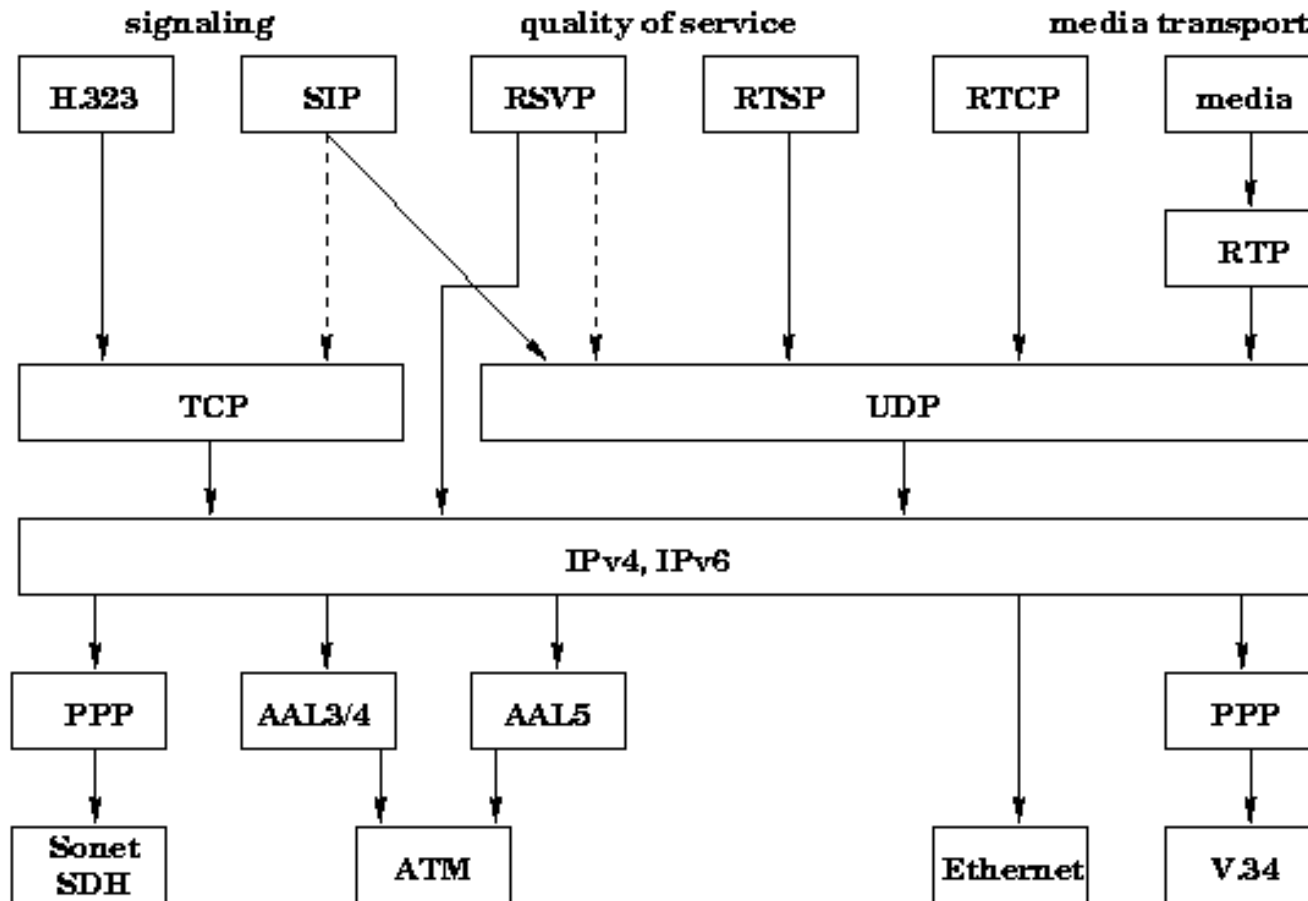 signaling quality of service media transport
H.323 SIP RSVP RTSP RTCP media
RTP
TCP UDP
IPv4, IPv6
PPP AAL3/4 AAL5 PPP
Sonet
SDH ATM Ethernet V.34